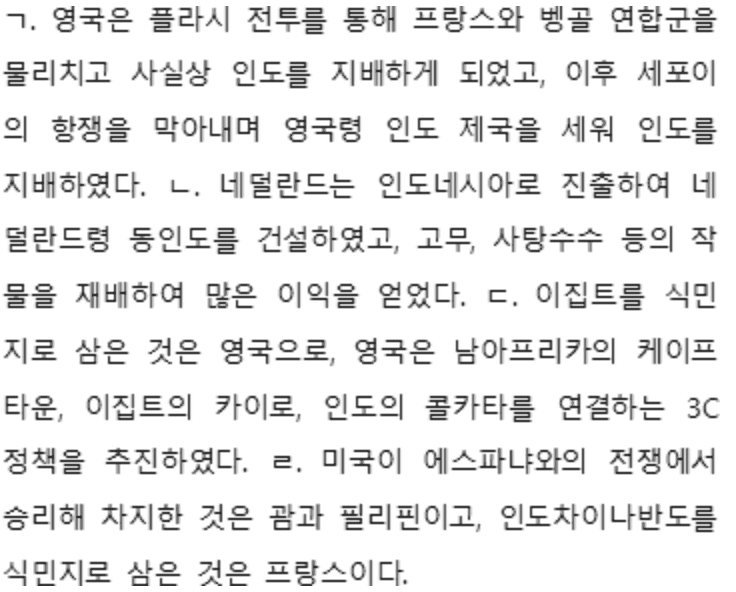 ㄱ. 영국은 플라시 전투를 통해 프랑스와 벵골 연합군을
물리치고 사실상 인도를 지배하게 되었고, 이후 세포이
의 항쟁을 막아내며 영국령 인도 제국을 세워 인도를
지배하였다. ㄴ. 네덜란드는 인도네시아로 진출하여 네
덜란드령 동인도를 건설하였고, 고무, 사탕수수 등의 작
물을 재배하여 많은 이익을 얻었다. ㄷ. 이집트를 식민
지로 삼은 것은 영국으로, 영국은 남아프리카의 케이프
타운, 이집트의 카이로, 인도의 콜카타를 연결하는 3C
정책을 추진하였다. ㄹ. 미국이 에스파냐와의 전쟁에서
승리해 차지한 것은 괌과 필리핀이고, 인도차이나반도를
식민지로 삼은 것은 프랑스이다.